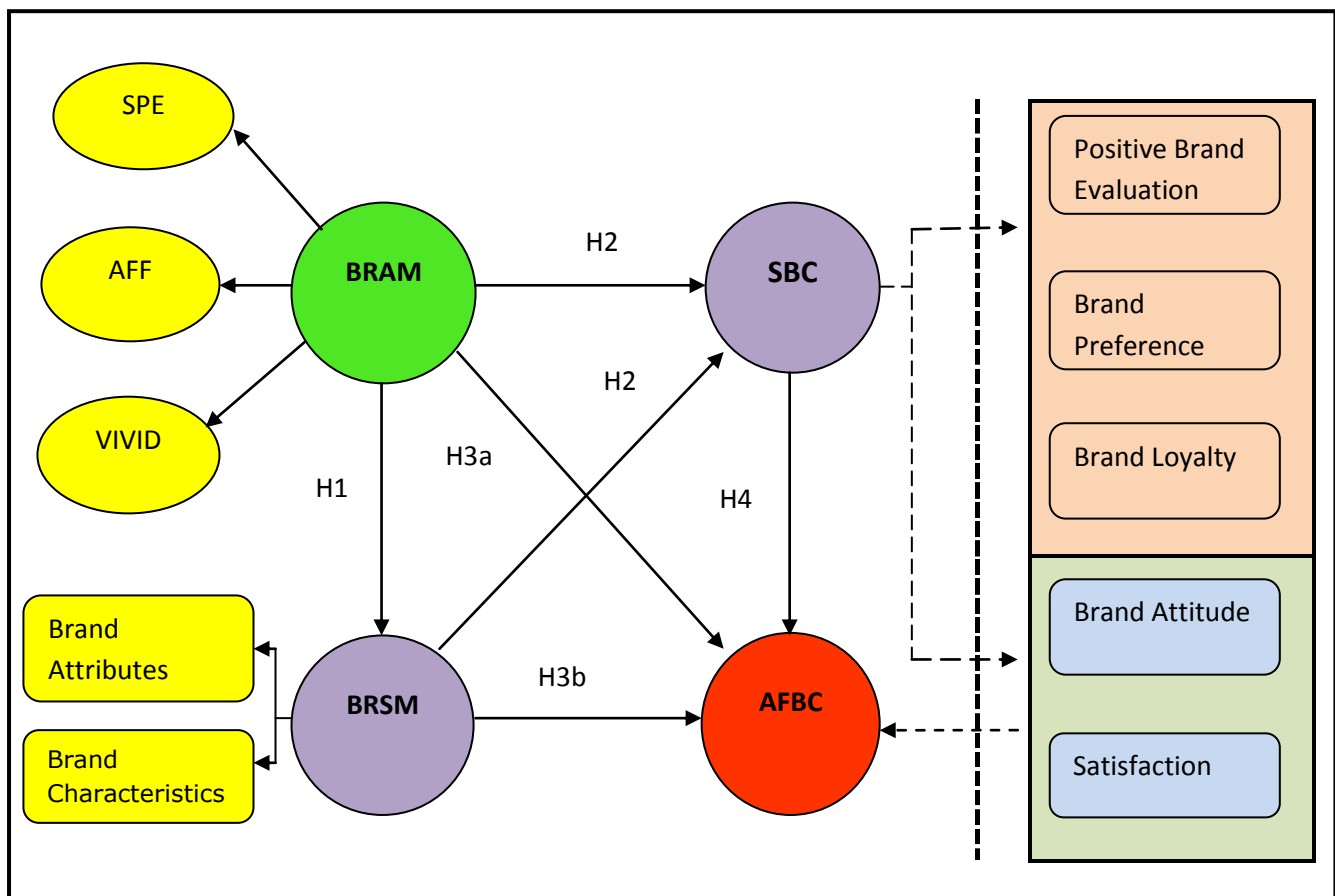 SPE
AFF
VIVID
BRAM
H2
SBC
H2
H3a
H1
H4
Brand
Attributes
Brand
Characteristics
BRSM
H3b
AFBC
Positive Brand
Evaluation
Brand
Preference
Brand Loyalty
Brand Attitude
Satisfaction